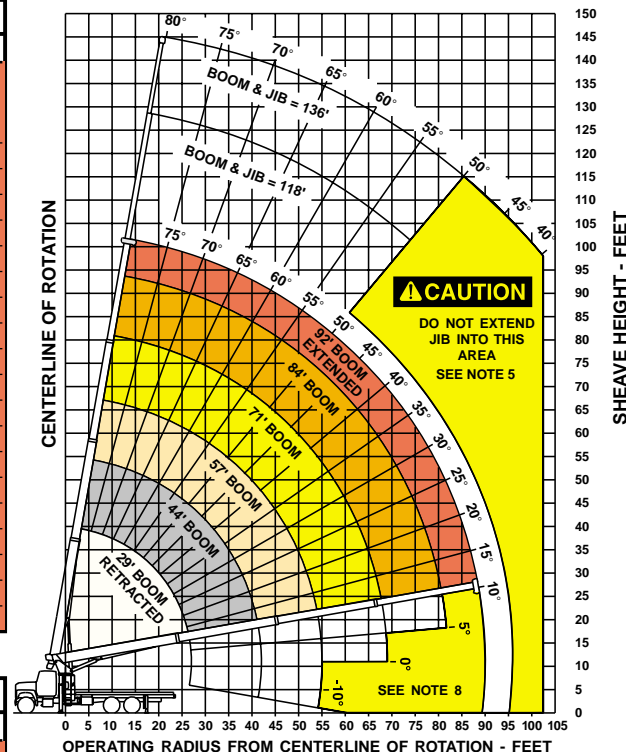 150
145
140
135
130
125
120
115
110
105
100
95
90
85
80
75
70
65
60
55
50
45
40
35
30
25
20
15
10
5
0
SHEAVE HEIGHT - FEET
CENTERLINE OF ROTATION
80°
75°
70°
65°
60°
55°
50°
45°
40°
BOOM & JIB = 136'
BOOM & JIB = 118'
75°
70°
65°
60°
55°
50°
45°
40°
35°
30°
25°
20°
15°
10°
5°
0°
-10°
CAUTION
DO NOT EXTEND
JIB INTO THIS
AREA
SEE NOTE 5
92' BOOM
EXTENDED
84' BOOM
71' BOOM
57' BOOM
44' BOOM
29' BOOM
RETRACTED
SEE NOTE 8
0 5 10 15 20 25 30 35 40 45 50 55 60 65 70 75 80 85 90 95 100 105
OPERATING RADIUS FROM CENTERLINE OF ROTATION - FEET